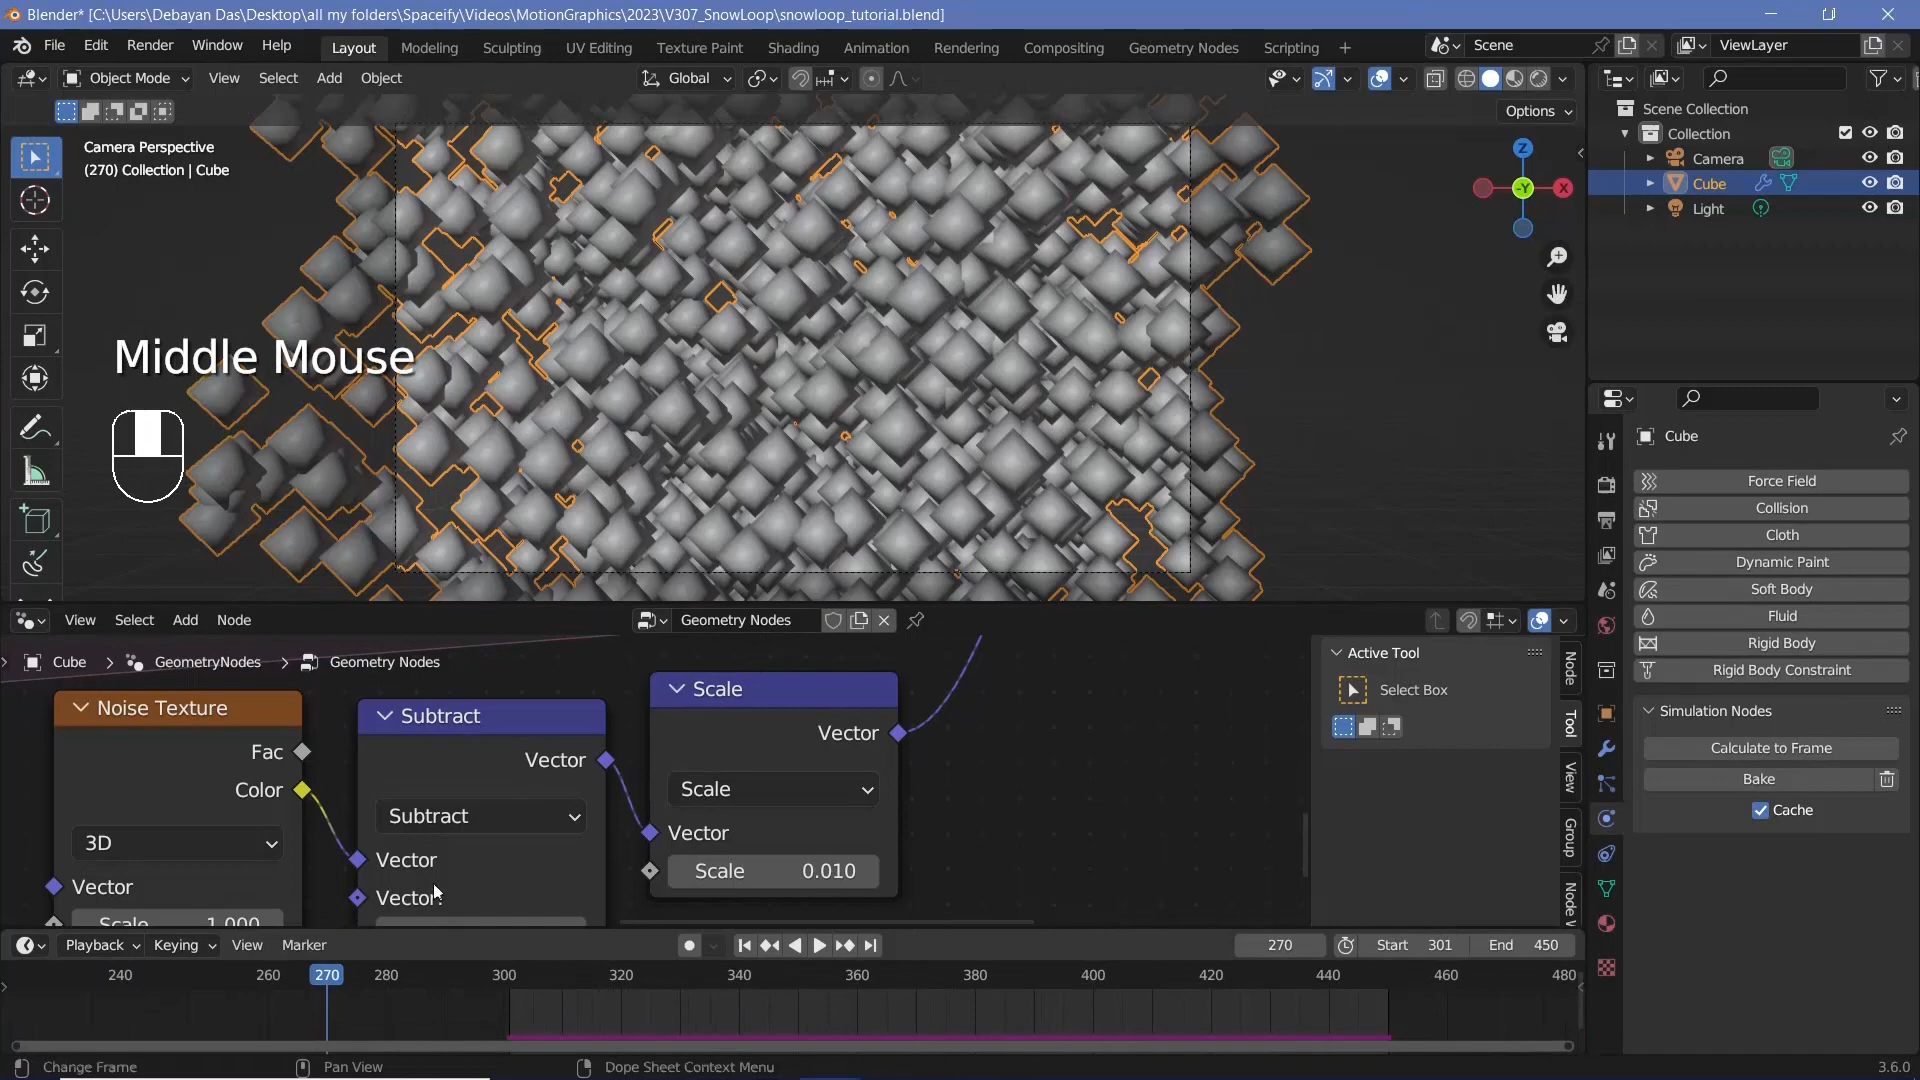 Blender* [C:\Users\Debayan Das\Desktop\all my folders\Spaceify\Videos\MotionGraphics\2023\V307_SnowLoop\snowloop_tutorial.blend]
File Edit Render Window Help Layout Modeling Sculpting UV Editing Texture Paint Shading Animation Rendering Compositing Geometry Nodes Scripting + Scene ViewLayer
Object Mode View Select Add Object Global
Options
Scene Collection
Collection
Camera
Cube
Light
Camera Perspective
(270) Collection | Cube
Z
-Y X
Middle Mouse
Cube
Force Field
Collision
Cloth
Dynamic Paint
Soft Body
Fluid
Rigid Body
Rigid Body Constraint
Simulation Nodes
Calculate to Frame
Bake
Cache
View Select Add Node Geometry Nodes
Cube GeometryNodes Geometry Nodes
Noise Texture
Fac
Color
3D
Vector
Scale 1.000
Subtract
Vector
Subtract
Vector
Vector:
Scale
Vector
Scale
Vector
Scale 0.010
Active Tool
Select Box
Node
Tool
View
Group
Node W
Playback Keying View Marker 270 Start 301 End 450
240 260 270 280 300 320 340 360 380 400 420 440 460 480
Change Frame Pan View Dope Sheet Context Menu 3.6.0